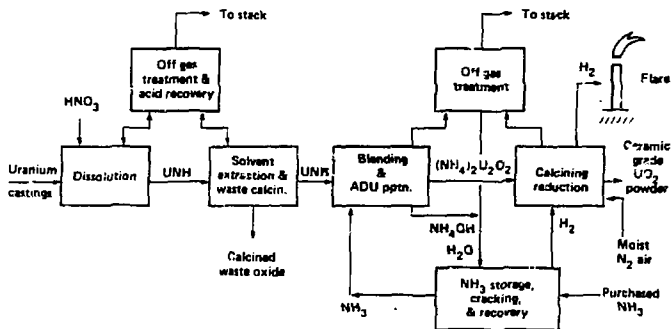 To stack
To stack
Off gas
treatment &
acid recovery
Off gas
treatment
H2
Flare
HNO3
Uranium
castings
Dissolution
UNH
Solvent
extraction &
waste calcin.
UNH
Blending
&
ADU pptn.
(NH4)2U2O2
Calcining
reduction
Ceramic
grade
UO2
powder
NH4OH
H2O
H2
Moist
N2 air
Calcined
waste oxide
NH3
NH3 storage,
cracking,
& recovery
Purchased
NH3